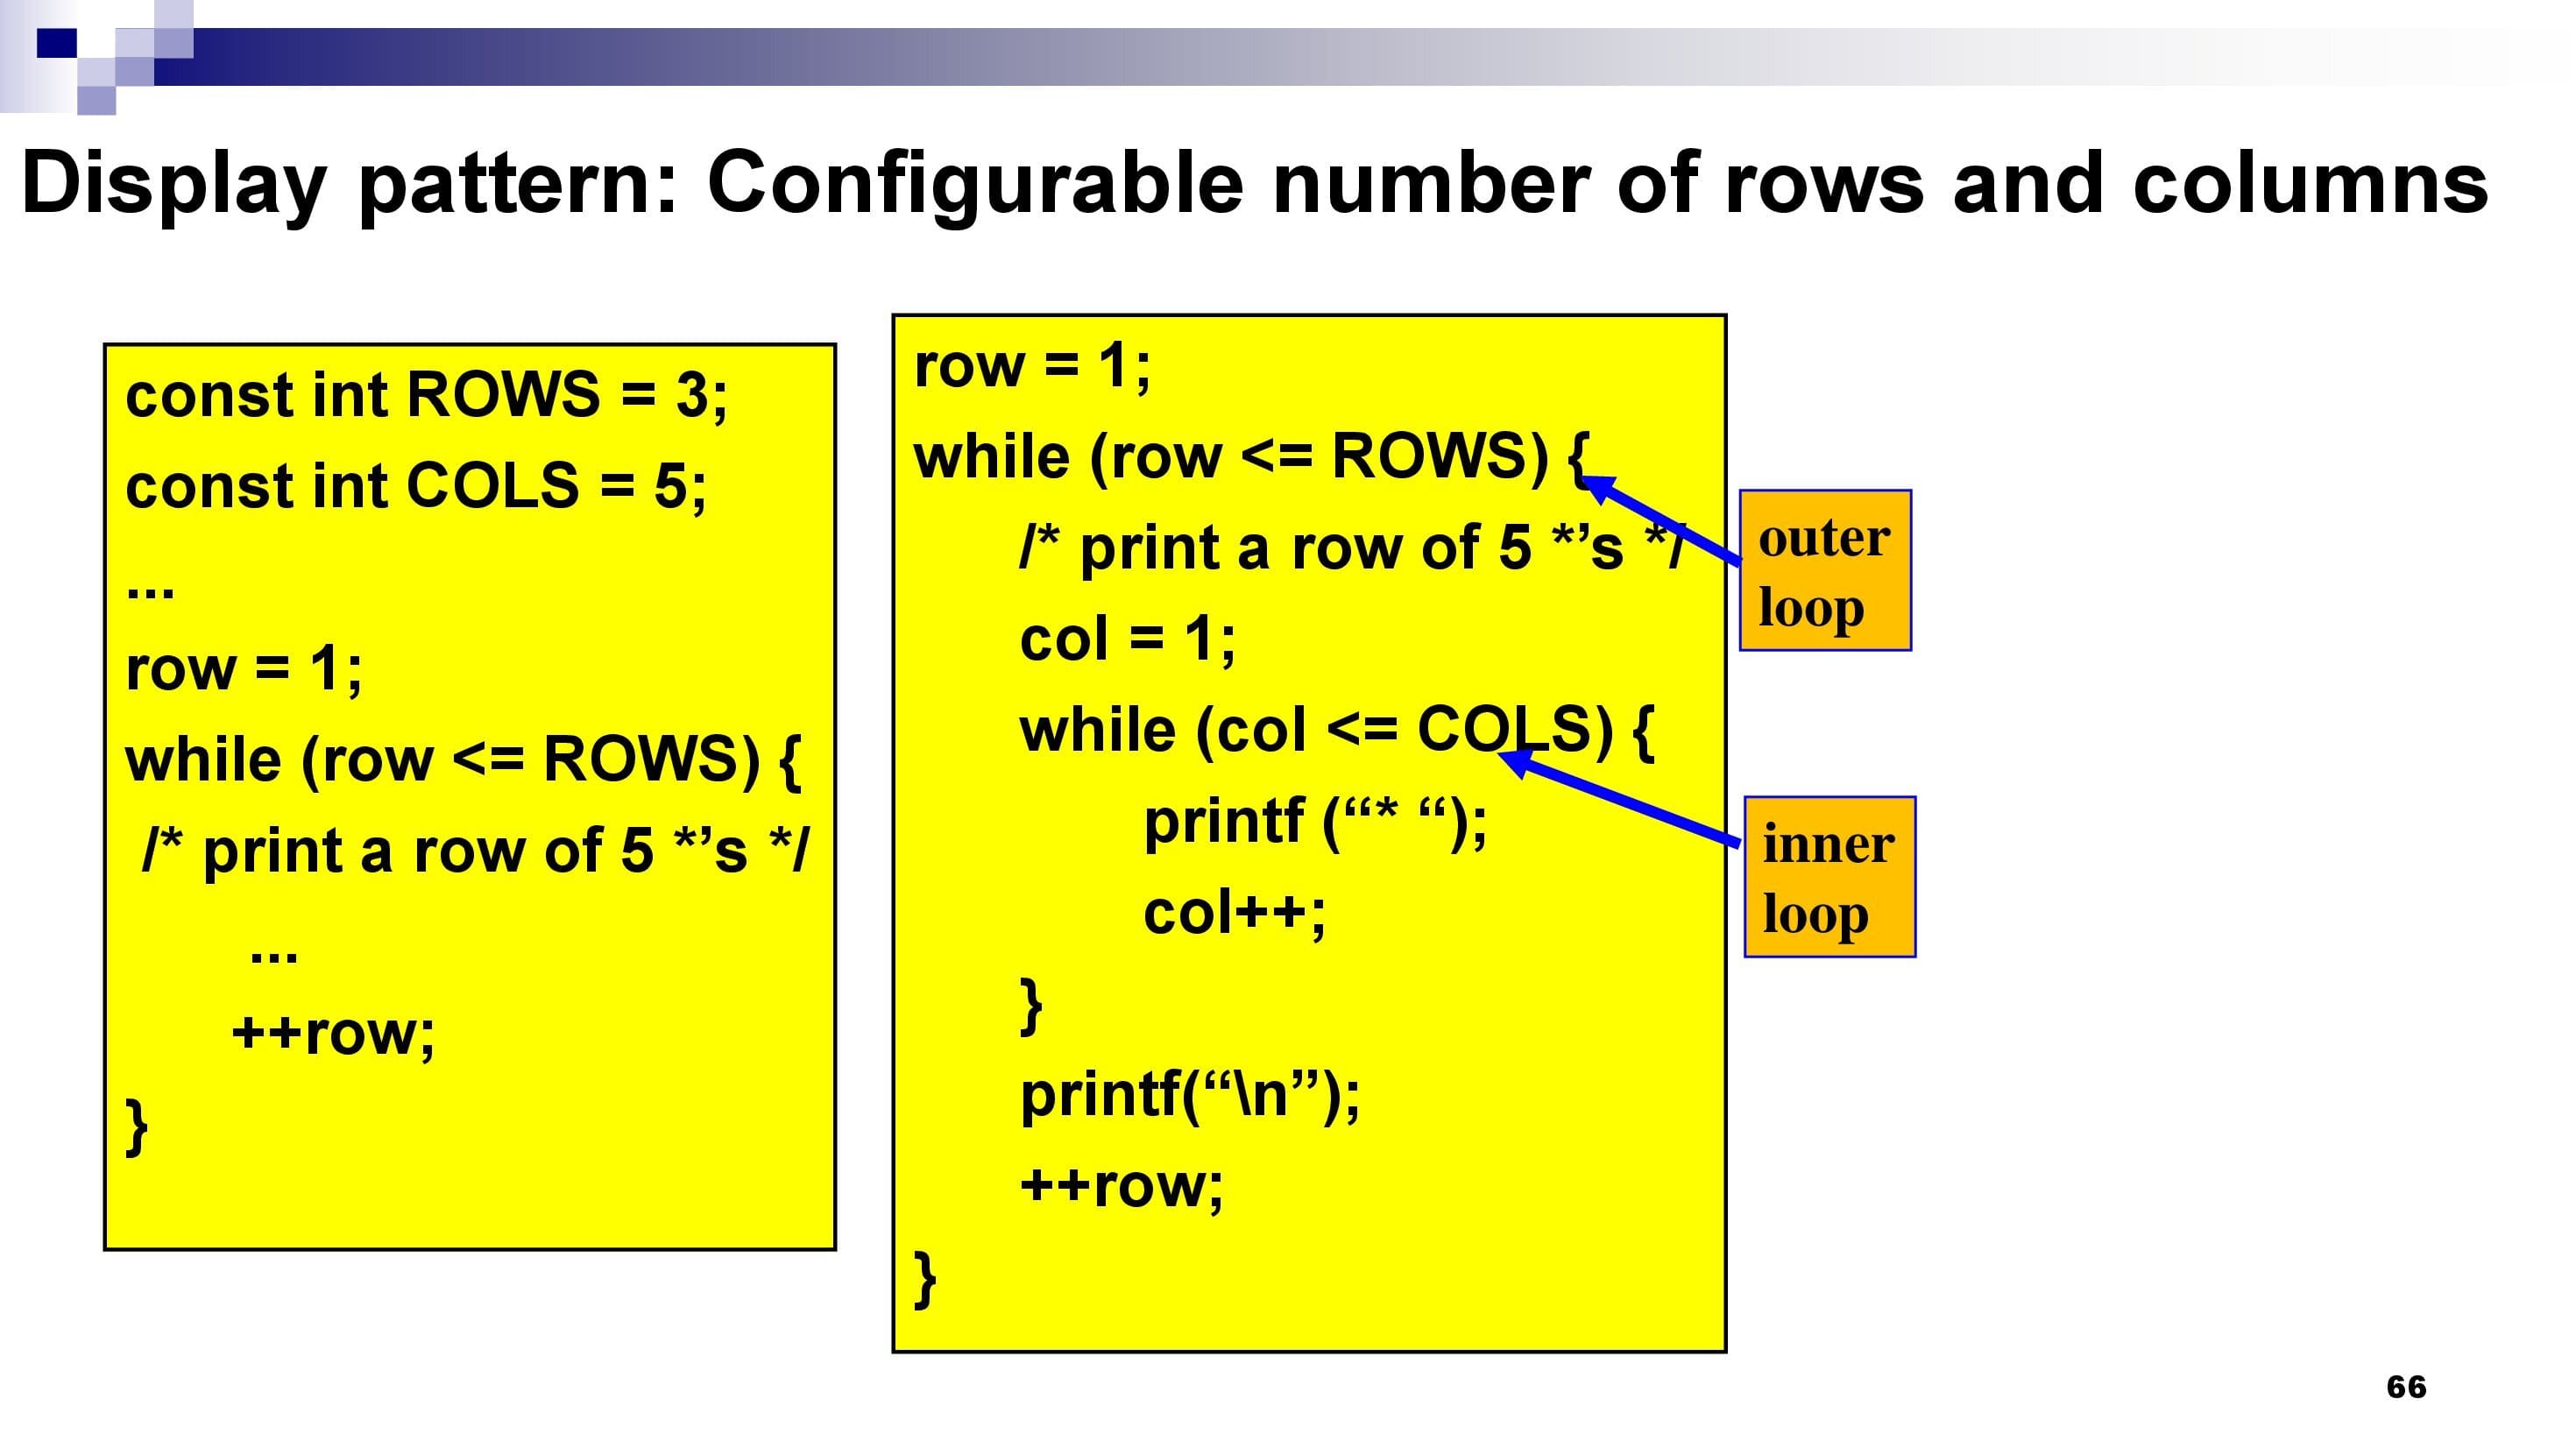 Display pattern: Configurable number of rows and columns
const int ROWS = 3;
const int COLS = 5;
...
row = 1;
while (row <= ROWS) {
/* print a row of 5 *’s */
...
++row;
}
row = 1;
while (row <= ROWS) {
/* print a row of 5 *’s */
col = 1;
while (col <= COLS) {
printf (“* “);
col++;
}
printf(“\n”);
++row;
}
outer
loop
inner
loop
66